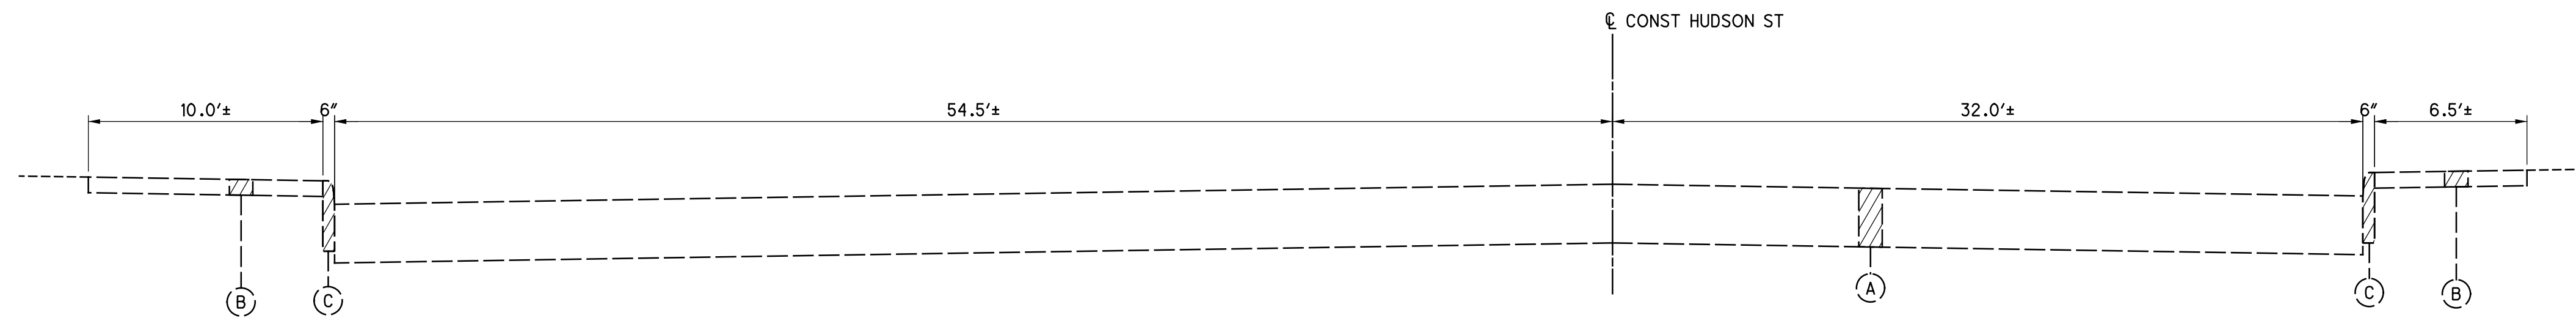 ℄ CONST HUDSON ST
10.0'± 6" 54.5'± 32.0'± 6" 6.5'±
B C A C B